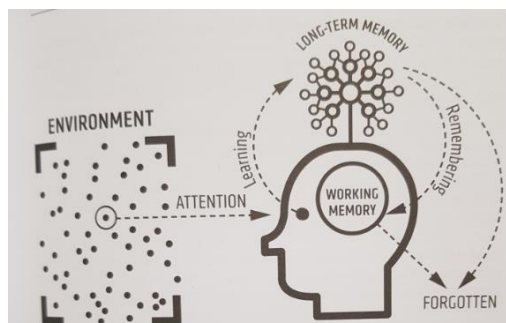 LONG-TERM MEMORY
ENVIRONMENT
Learning
Remembering
ATTENTION
WORKING
MEMORY
FORGOTTEN